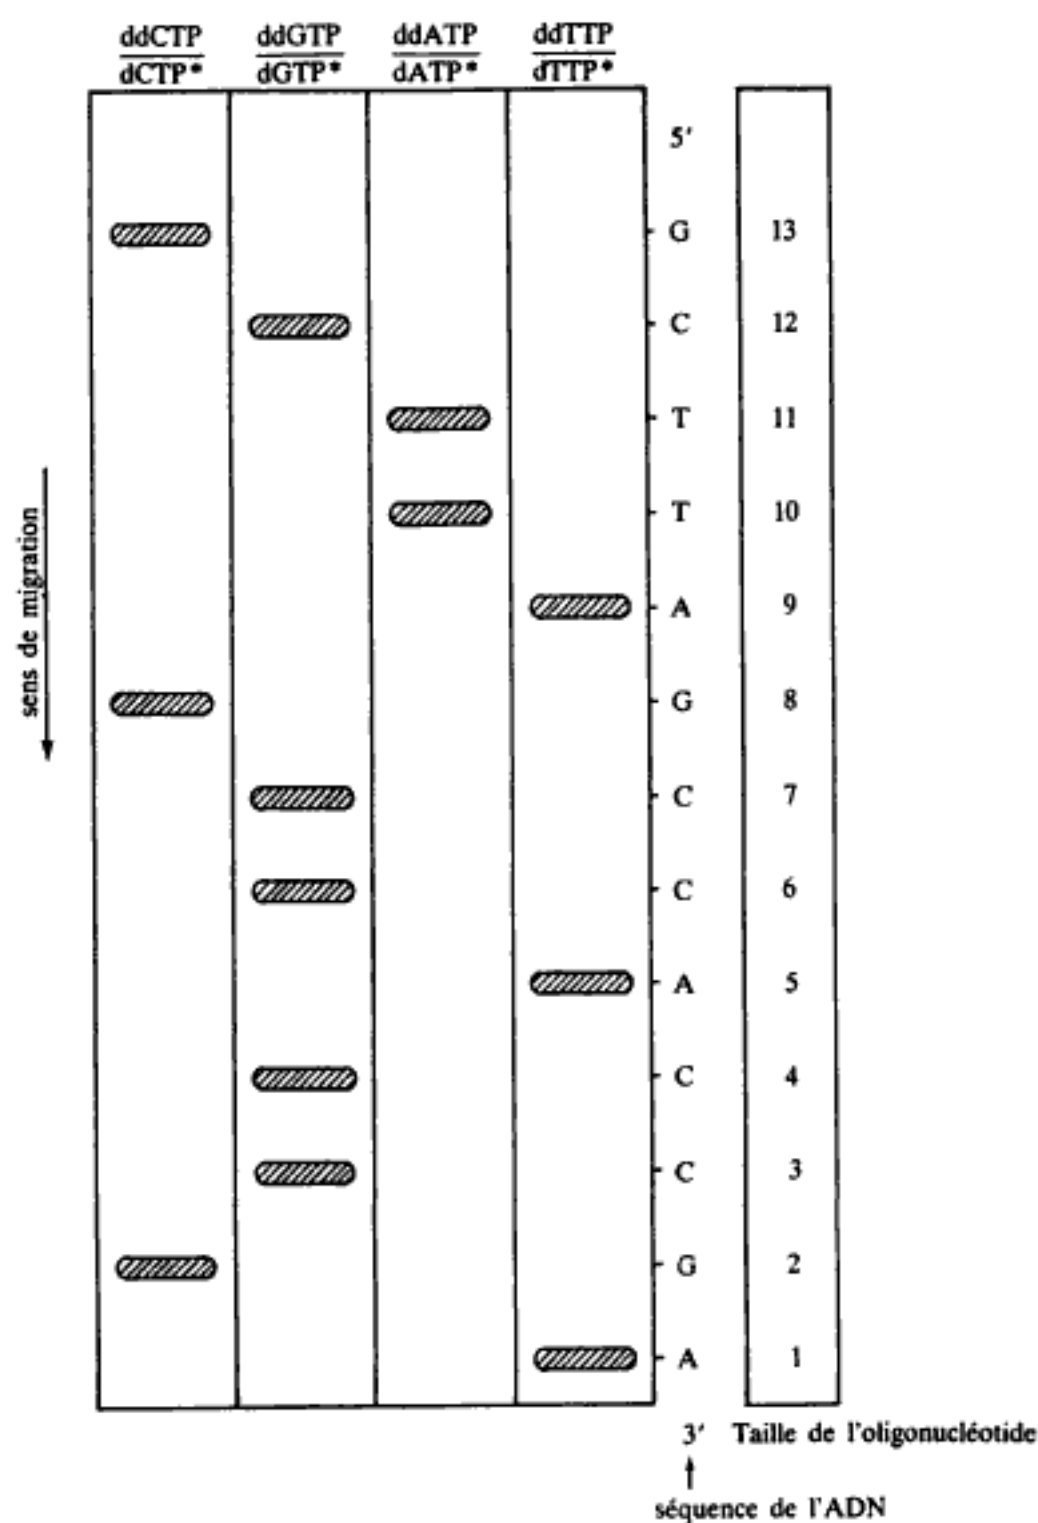 ddCTP ddGTP ddATP ddTTP
dCTP* dGTP* dATP* dTTP*
5'
G 13
C 12
T 11
T 10
A 9
G 8
C 7
C 6
A 5
C 4
C 3
G 2
A 1
sens de migration
3' Taille de l'oligonucléotide
séquence de l'ADN